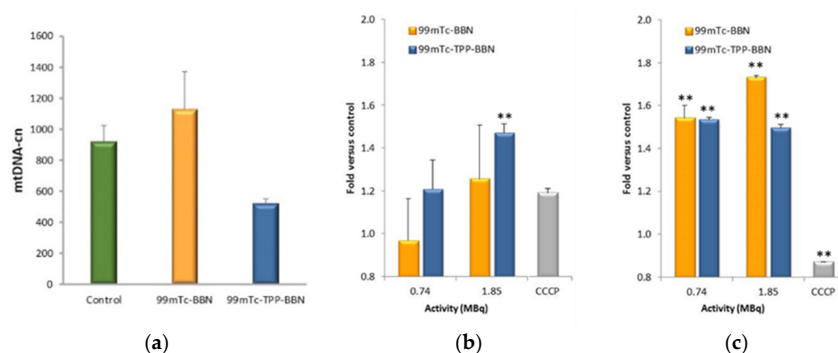 1600
1400
1200
1000
800
600
400
200
0
mtDNA-cn
Control
99mTc-BBN
99mTc-TPP-BBN
(a)
99mTc-BBN
99mTc-TPP-BBN
2.0
1.8
1.6
1.4
1.2
1.0
0.8
Fold versus control
**
0.74
1.85
CCCP
Activity (MBq)
(b)
99mTc-BBN
99mTc-TPP-BBN
2.0
1.8
1.6
1.4
1.2
1.0
0.8
Fold versus control
**
**
**
**
**
0.74
1.85
CCCP
Activity (MBq)
(c)